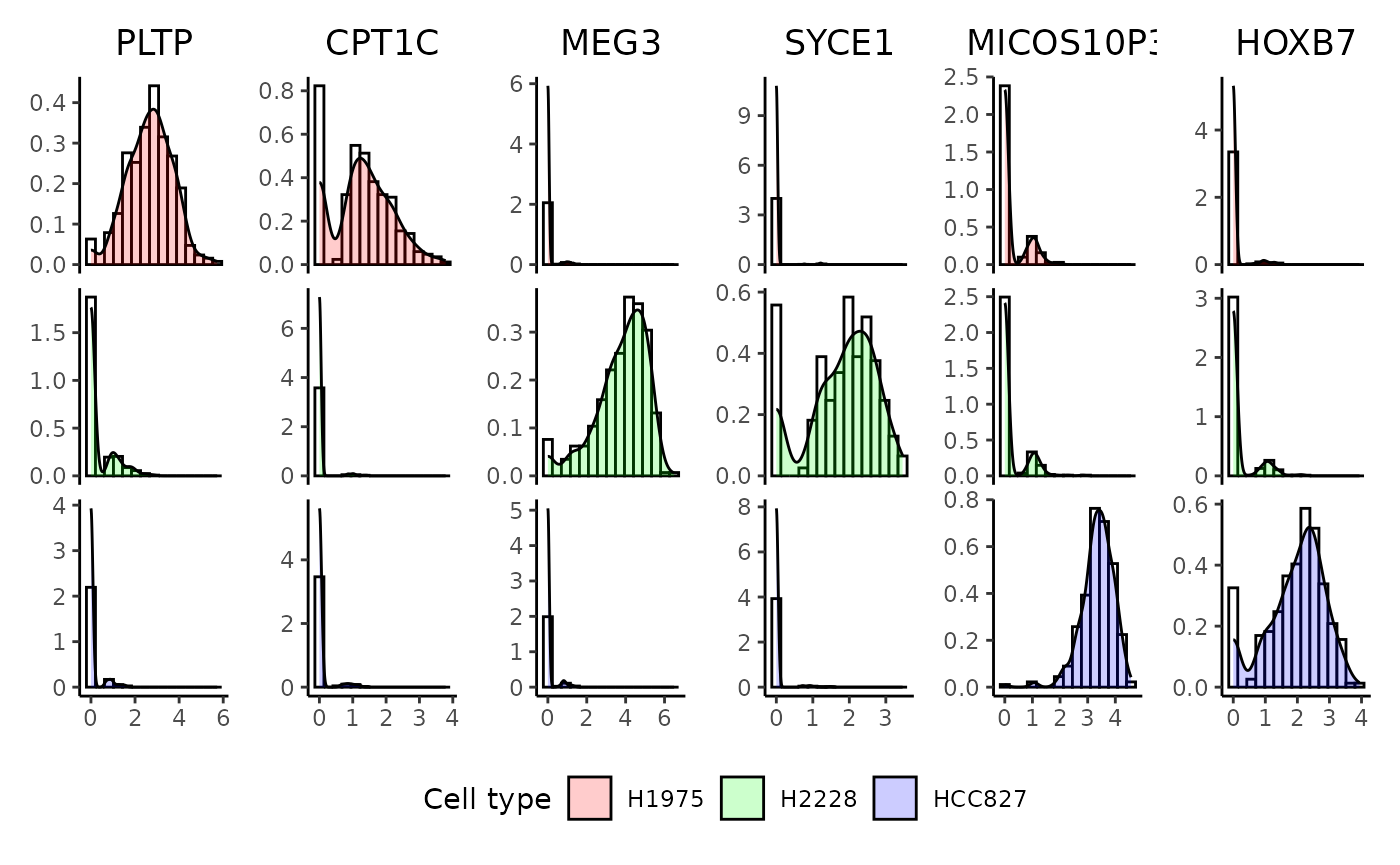 PLTP CPT1C MEG3 SYCE1 MICOS10P3 HOXB7
0.4 0.3 0.2 0.1 0.0
0.8 0.6 0.4 0.2 0.0
6 4 2 0
9 6 3 0
2.5 2.0 1.5 1.0 0.5 0.0
4 2 0
1.5 1.0 0.5 0.0
6 4 2 0
0.3 0.2 0.1 0.0
0.6 0.4 0.2 0.0
2.5 2.0 1.5 1.0 0.5 0.0
3 2 1 0
4 3 2 1 0
4 2 0
5 4 3 2 1 0
8 6 4 2 0
0.8 0.6 0.4 0.2 0.0
0.6 0.4 0.2 0.0
0 2 4 6 0 1 2 3 4 0 2 4 6 0 1 2 3 0 1 2 3 4 0 1 2 3 4
Cell type H1975 H2228 HCC827